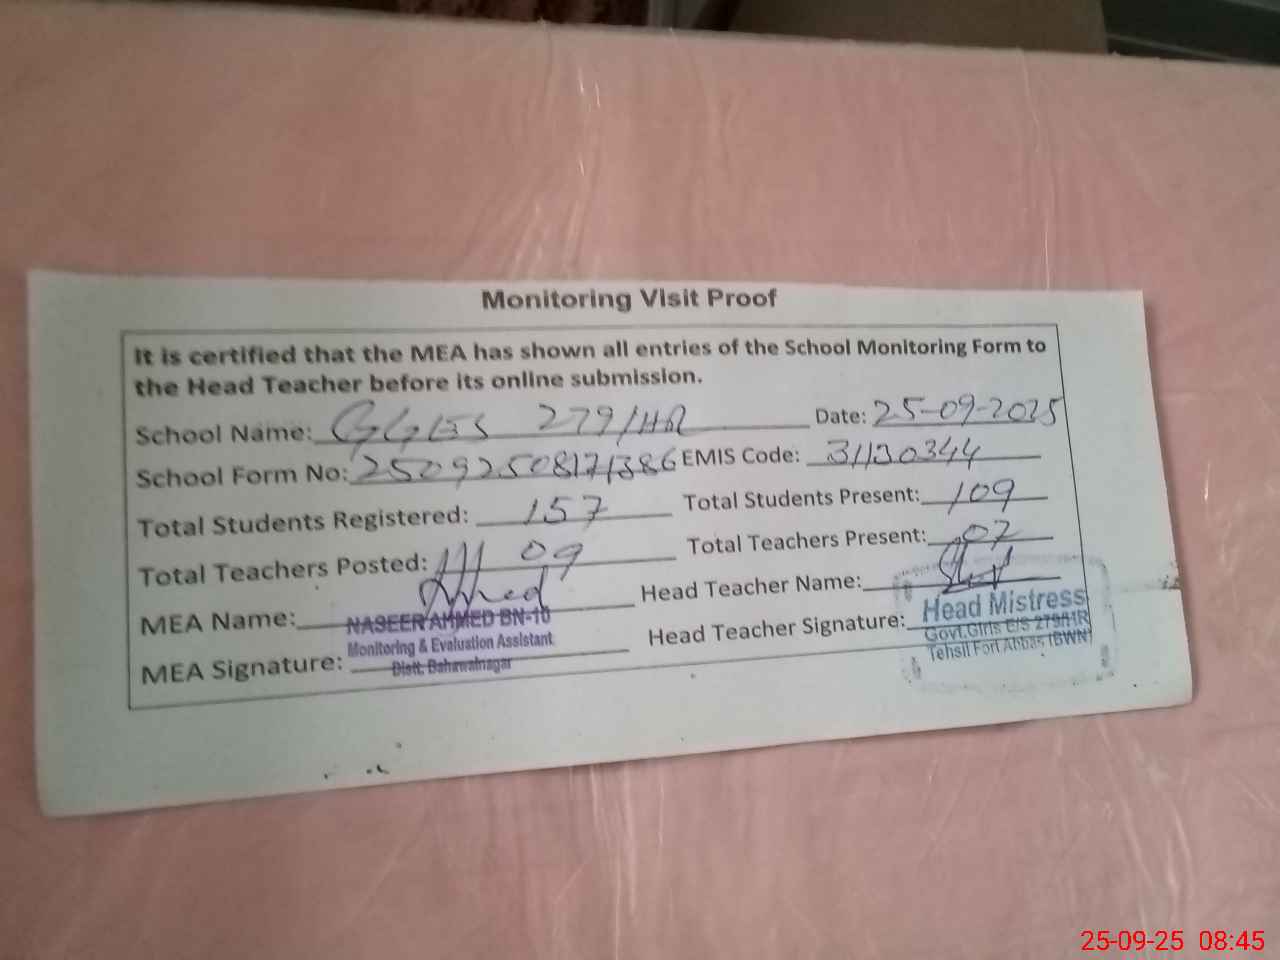 Monitoring Visit Proof
It is certified that the MEA has shown all entries of the School Monitoring Form to
the Head Teacher before its online submission.
School Name: GGES 279/HR Date: 25-09-2025
School Form No: 25092508171386 EMIS Code: 31130344
Total Students Registered: 157 Total Students Present: 109
Total Teachers Posted: 09 Total Teachers Present: 07
MEA Name: Head Teacher Name:
NASEER AHMED BN-10
Monitoring & Evaluation Assistant
Distt. Bahawalnagar
MEA Signature: Ahmed Head Teacher Signature:
Head Mistress
Govt.Girls E/S 279/HR
Tehsil Fort Abbas (BWN)
25-09-25 08:45